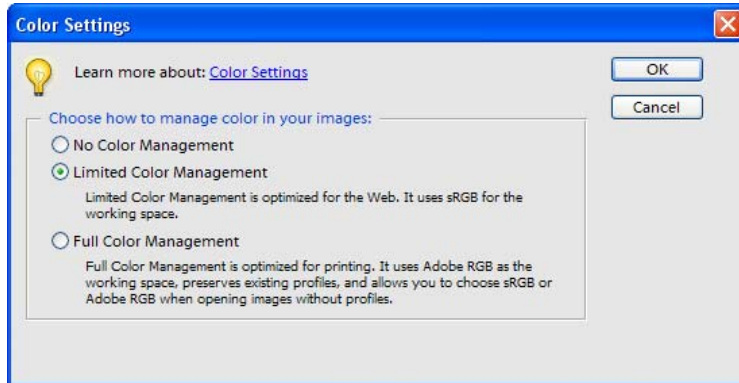 Color Settings
Learn more about: Color Settings
OK
Cancel
Choose how to manage color in your images:
No Color Management
Limited Color Management
Limited Color Management is optimized for the Web. It uses sRGB for the
working space.
Full Color Management
Full Color Management is optimized for printing. It uses Adobe RGB as the
working space, preserves existing profiles, and allows you to choose sRGB or
Adobe RGB when opening images without profiles.